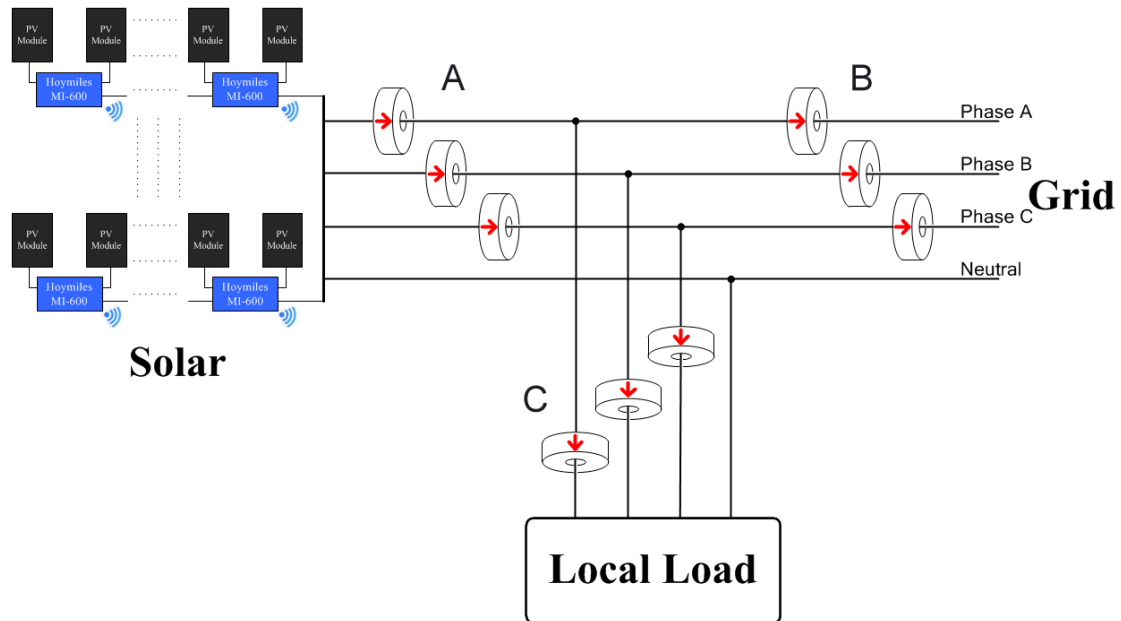 PV
Module
PV
Module
PV
Module
PV
Module
Hoymiles
MI-600
Hoymiles
MI-600
A
B
Phase A
Phase B
Grid
Phase C
Neutral
PV
Module
PV
Module
PV
Module
PV
Module
Hoymiles
MI-600
Hoymiles
MI-600
Solar
C
Local Load